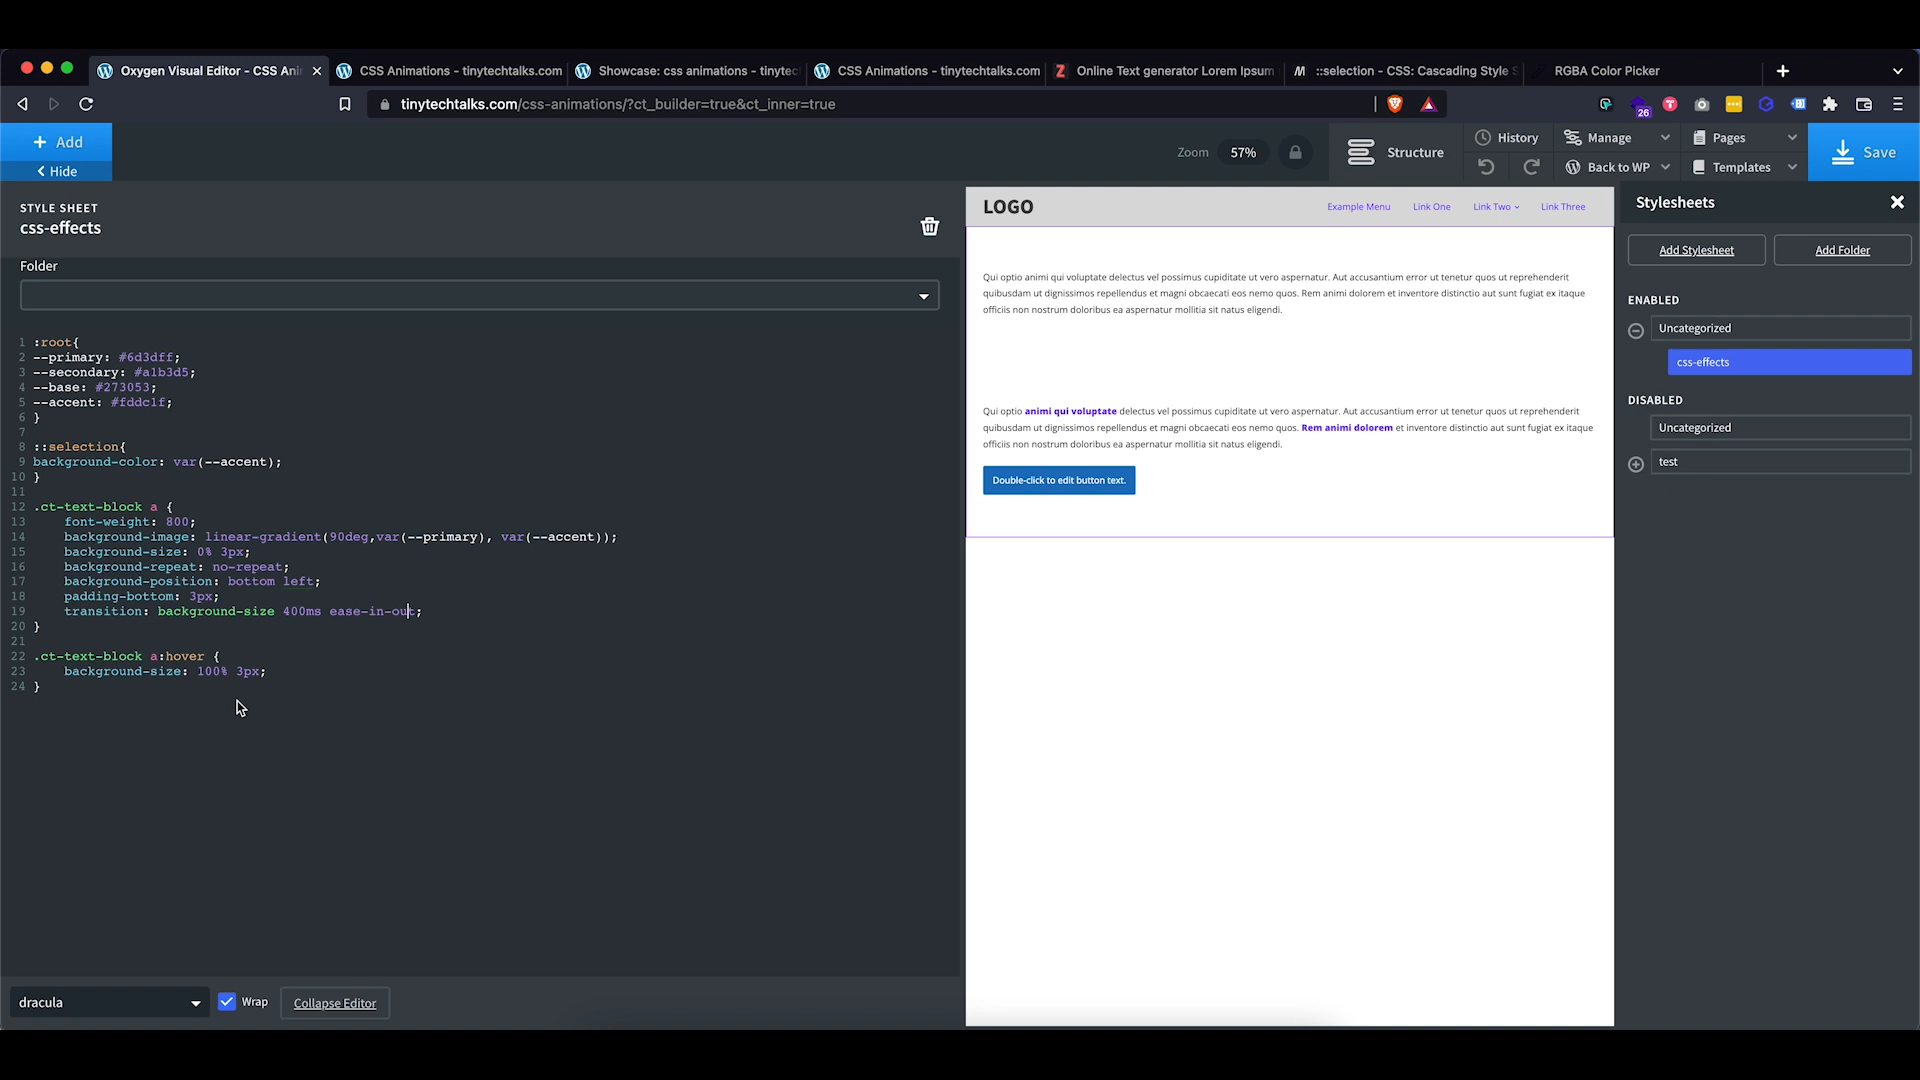 Oxygen Visual Editor - CSS Ani
CSS Animations - tinytechtalks.com
Showcase: css animations - tinytec
CSS Animations - tinytechtalks.com
Z Online Text generator Lorem Ipsum
M ::selection - CSS: Cascading Style S
RGBA Color Picker
tinytechtalks.com/css-animations/?ct_builder=true&ct_inner=true
26
+ Add
< Hide
Zoom 57%
Structure
History
Manage
Pages
Back to WP
Templates
Save
STYLE SHEET
css-effects
Folder
1 :root{
2 --primary: #6d3dff;
3 --secondary: #a1b3d5;
4 --base: #273053;
5 --accent: #fddc1f;
6 }
7
8 ::selection{
9 background-color: var(--accent);
10 }
11
12 .ct-text-block a {
13 font-weight: 800;
14 background-image: linear-gradient(90deg,var(--primary), var(--accent));
15 background-size: 0% 3px;
16 background-repeat: no-repeat;
17 background-position: bottom left;
18 padding-bottom: 3px;
19 transition: background-size 400ms ease-in-out;
20 }
21
22 .ct-text-block a:hover {
23 background-size: 100% 3px;
24 }
dracula
Wrap
Collapse Editor
LOGO
Example Menu Link One Link Two Link Three
Qui optio animi qui voluptate delectus vel possimus cupiditate ut vero aspernatur. Aut accusantium error ut tenetur quos ut reprehenderit
quibusdam ut dignissimos repellendus et magni obcaecati eos nemo quos. Rem animi dolorem et inventore distinctio aut sunt fugiat ex itaque
officiis non nostrum doloribus ea aspernatur mollitia sit natus eligendi.
Qui optio animi qui voluptate delectus vel possimus cupiditate ut vero aspernatur. Aut accusantium error ut tenetur quos ut reprehenderit
quibusdam ut dignissimos repellendus et magni obcaecati eos nemo quos. Rem animi dolorem et inventore distinctio aut sunt fugiat ex itaque
officiis non nostrum doloribus ea aspernatur mollitia sit natus eligendi.
Double-click to edit button text.
Stylesheets
Add Stylesheet
Add Folder
ENABLED
Uncategorized
css-effects
DISABLED
Uncategorized
test